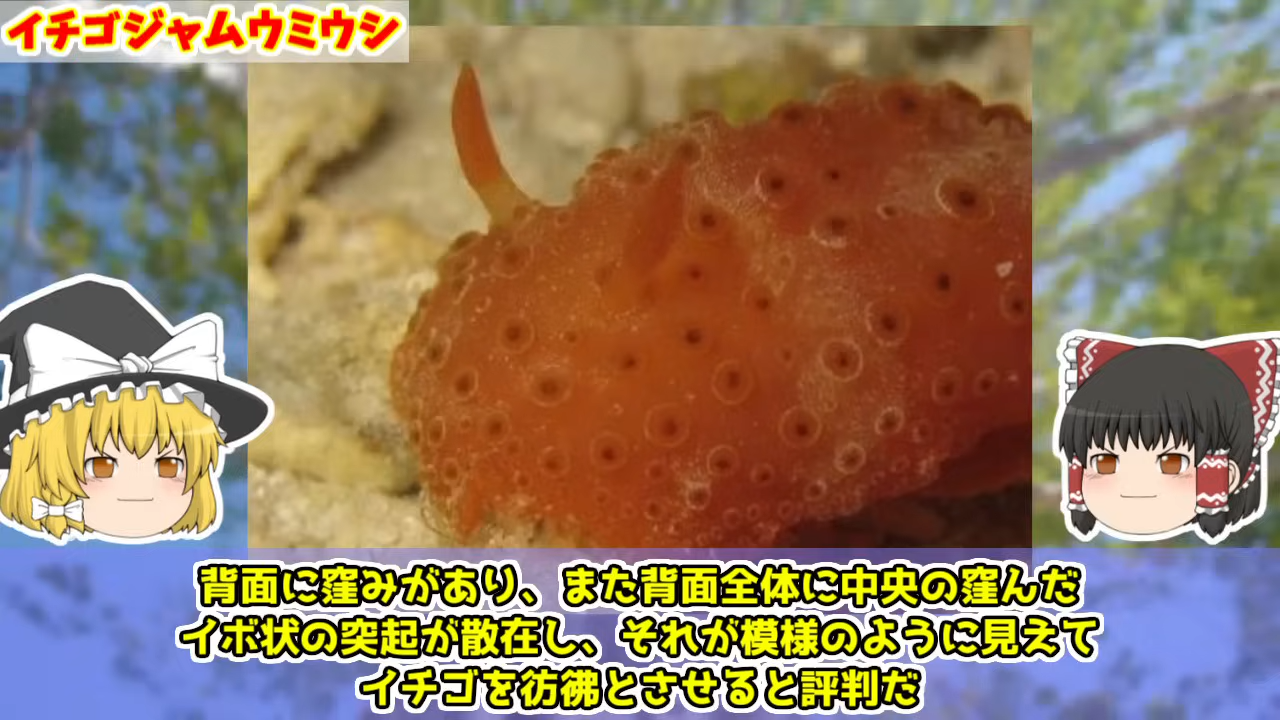 イチゴジャムウミウシ
背面に窪みがあり、また背面全体に中央の窪んだ
イボ状の突起が散在し、それが模様のように見えて
イチゴを彷彿とさせると評判だ